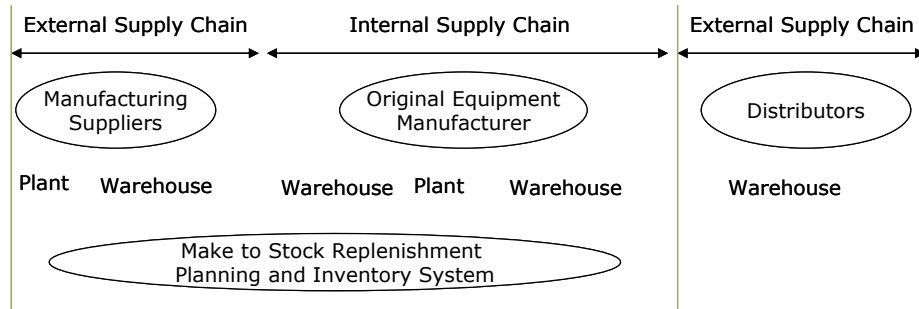 External Supply Chain
Internal Supply Chain
External Supply Chain
Manufacturing
Suppliers
Original Equipment
Manufacturer
Distributors
Plant
Warehouse
Warehouse
Plant
Warehouse
Warehouse
Make to Stock Replenishment
Planning and Inventory System